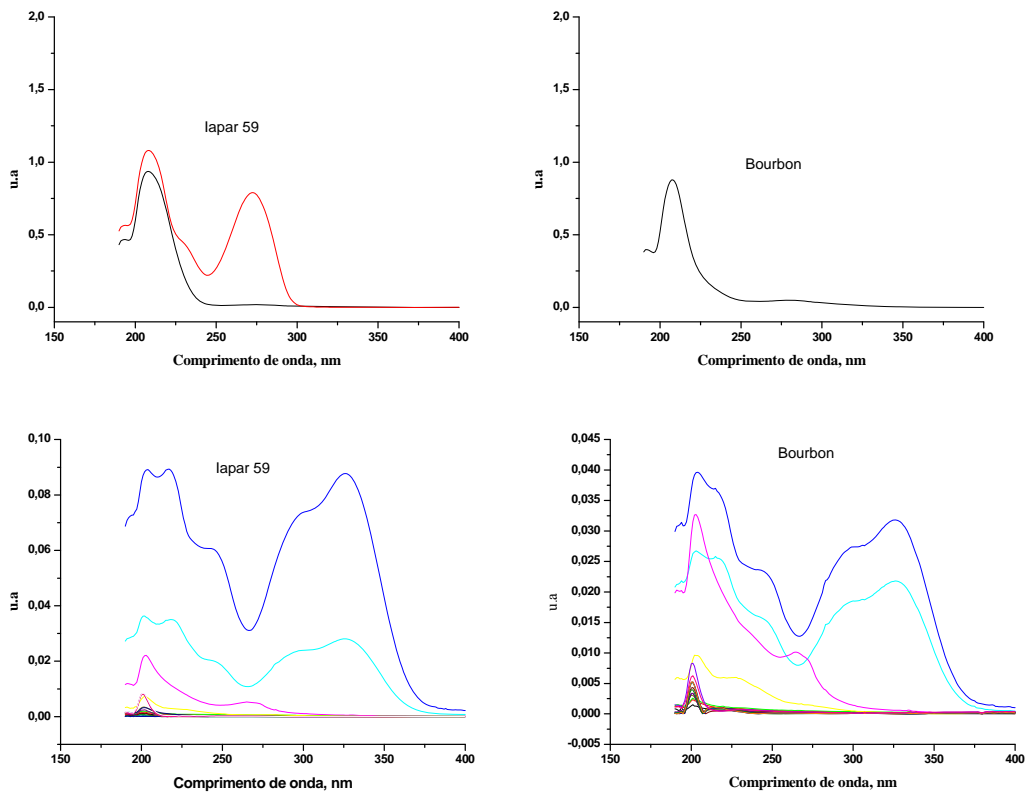 2,0
1,5
1,0
0,5
0,0
u.a
Iapar 59
150 200 250 300 350 400
Comprimento de onda, nm
2,0
1,5
1,0
0,5
0,0
u.a
Bourbon
150 200 250 300 350 400
Comprimento de onda, nm
0,10
0,08
0,06
0,04
0,02
0,00
u.a
Iapar 59
150 200 250 300 350 400
Comprimento de onda, nm
0,045
0,040
0,035
0,030
0,025
0,020
0,015
0,010
0,005
0,000
-0,005
u.a
Bourbon
150 200 250 300 350 400
Comprimento de onda, nm